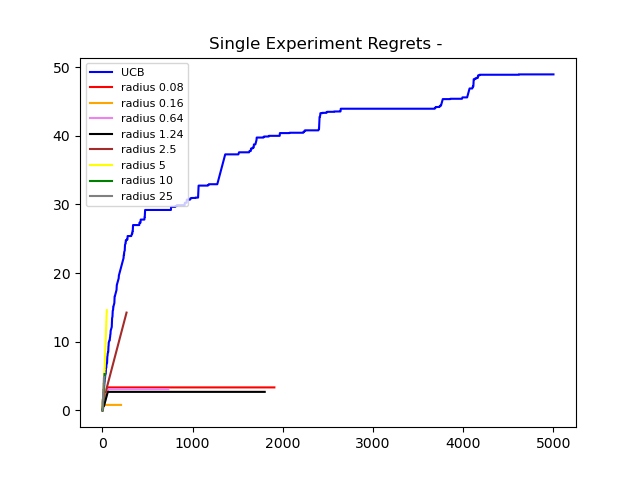 Single Experiment Regrets -
50
40
30
20
10
0
UCB
radius 0.08
radius 0.16
radius 0.64
radius 1.24
radius 2.5
radius 5
radius 10
radius 25
0 1000 2000 3000 4000 5000